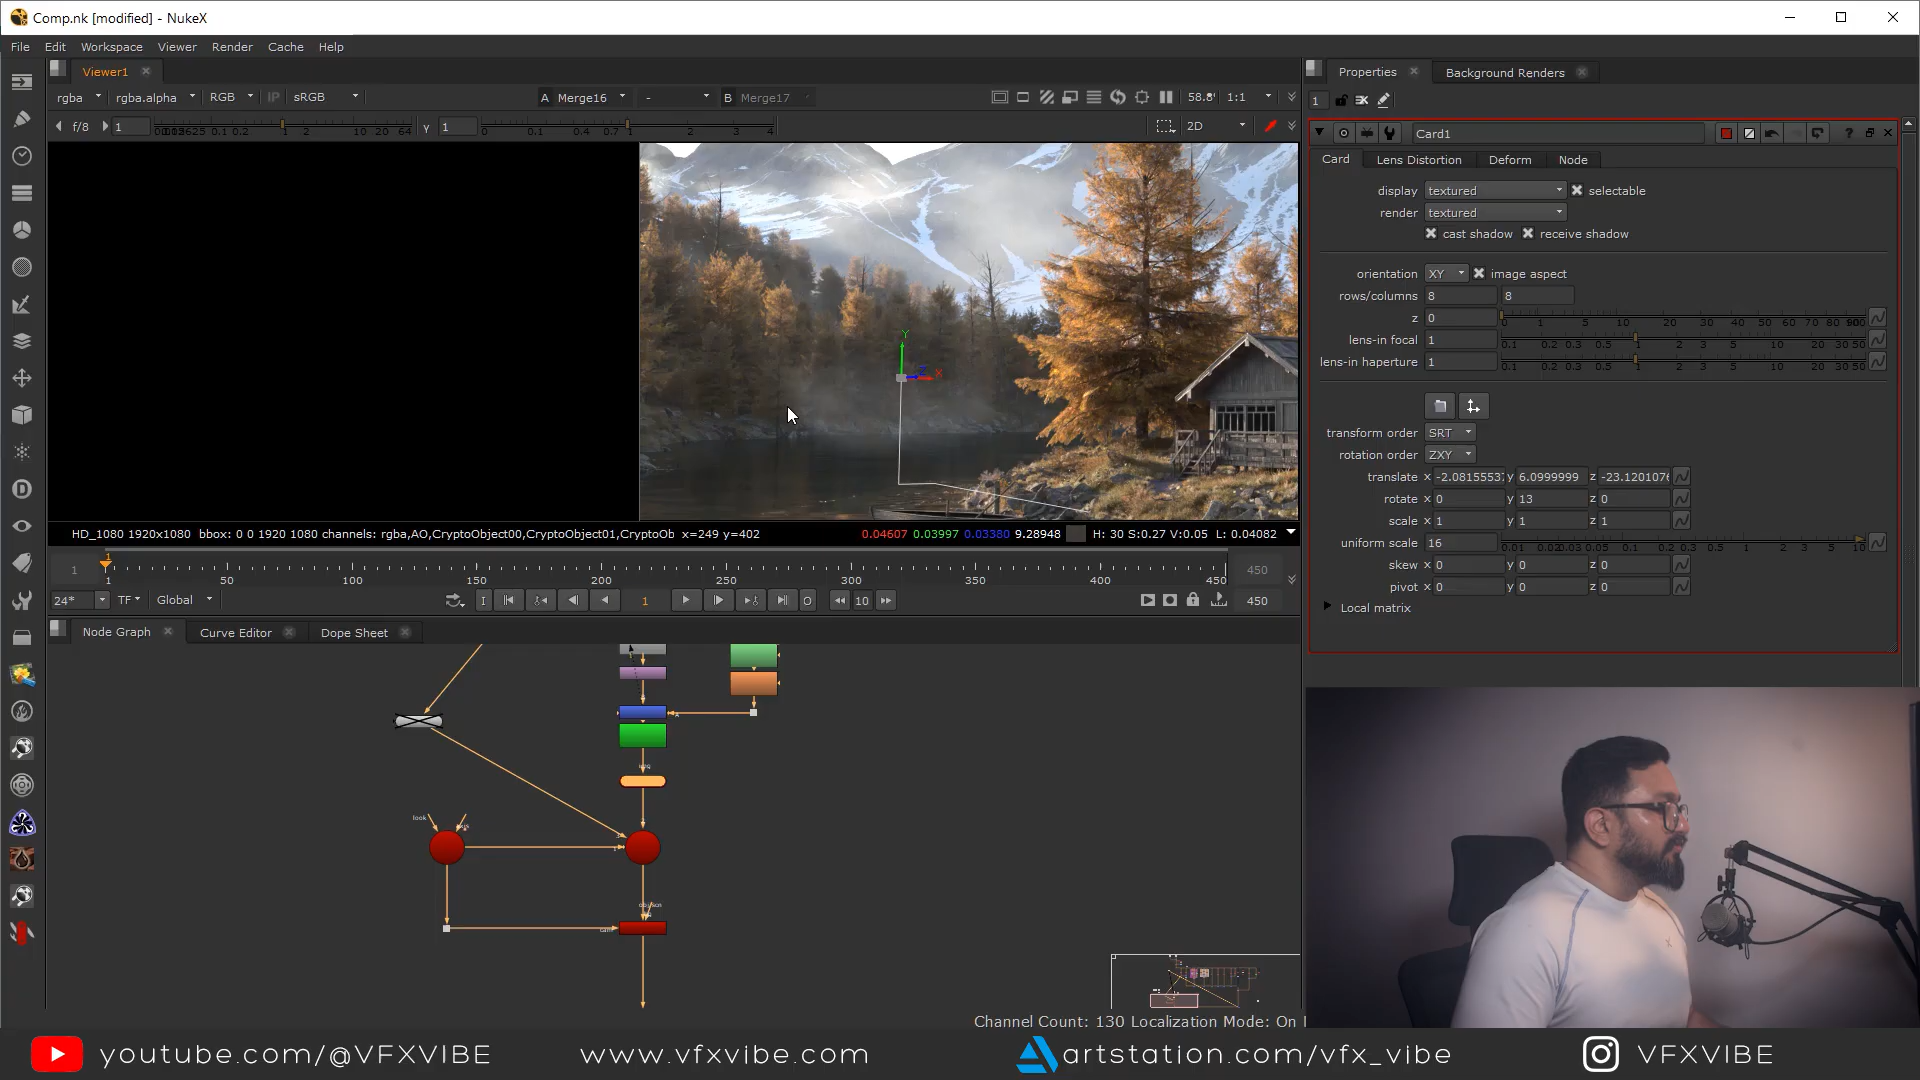 Comp.nk [modified] - NukeX
File Edit Workspace Viewer Render Cache Help
Viewer1
Properties
Background Renders
rgba rgba.alpha RGB IP sRGB A Merge16 - B Merge17 58.8% 1:1
1
f/8 1 y 1 2D
Card1
Card Lens Distortion Deform Node
display textured selectable
render textured
cast shadow receive shadow
orientation XY image aspect
rows/columns 8 8
z 0
lens-in focal 1
lens-in haperture 1
transform order SRT
rotation order ZXY
translate x -2.0815553 y 6.0999999 z -23.120107
rotate x 0 y 13 z 0
scale x 1 y 1 z 1
uniform scale 16
skew x 0 y 0 z 0
pivot x 0 y 0 z 0
Local matrix
Y
Z X
HD_1080 1920x1080 bbox: 0 0 1920 1080 channels: rgba,AO,CryptoObject00,CryptoObject01,CryptoOb x=249 y=402 0.04607 0.03997 0.03380 9.28948 H: 30 S:0.27 V:0.05 L: 0.04082
1 1 450
1 50 100 150 200 250 300 350 400 450
24* TF Global I 1 O 10 450
Node Graph Curve Editor Dope Sheet
look
cam
Channel Count: 130 Localization Mode: On
youtube.com/@VFXVIBE www.vfxvibe.com artstation.com/vfx_vibe VFXVIBE